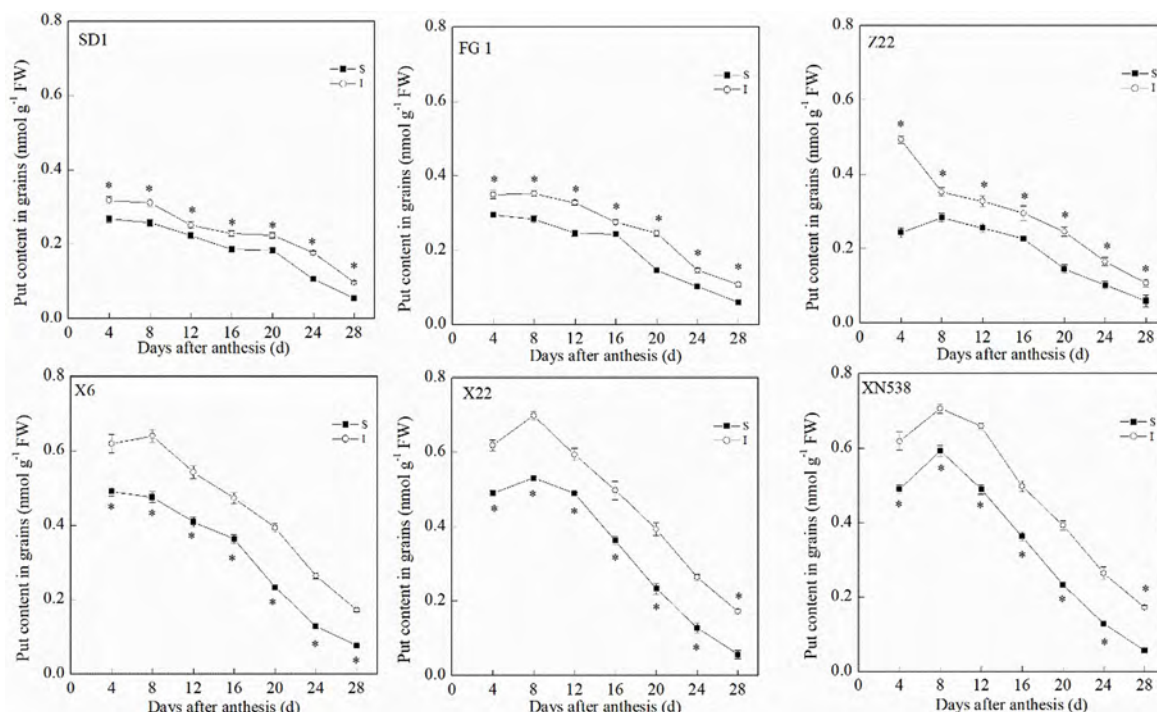 SD1
S
I
Put content in grains (nmol g-1 FW)
0.8
0.6
0.4
0.2
0.0
0 4 8 12 16 20 24 28
Days after anthesis (d)
* * * * * * *
FG 1
S
I
Put content in grains (nmol g-1 FW)
0.8
0.6
0.4
0.2
0.0
0 4 8 12 16 20 24 28
Days after anthesis (d)
* * * * * * *
Z22
S
I
Put content in grains (nmol g-1 FW)
0.8
0.6
0.4
0.2
0.0
0 4 8 12 16 20 24 28
Days after anthesis (d)
* * * * * * *
X6
S
I
Put content in grains (nmol g-1 FW)
0.8
0.6
0.4
0.2
0.0
0 4 8 12 16 20 24 28
Days after anthesis (d)
* * * * * * *
X22
S
I
Put content in grains (nmol g-1 FW)
0.8
0.6
0.4
0.2
0.0
0 4 8 12 16 20 24 28
Days after anthesis (d)
* * * * * * *
XN538
S
I
Put content in grains (nmol g-1 FW)
0.8
0.6
0.4
0.2
0.0
0 4 8 12 16 20 24 28
Days after anthesis (d)
* * * * * * *